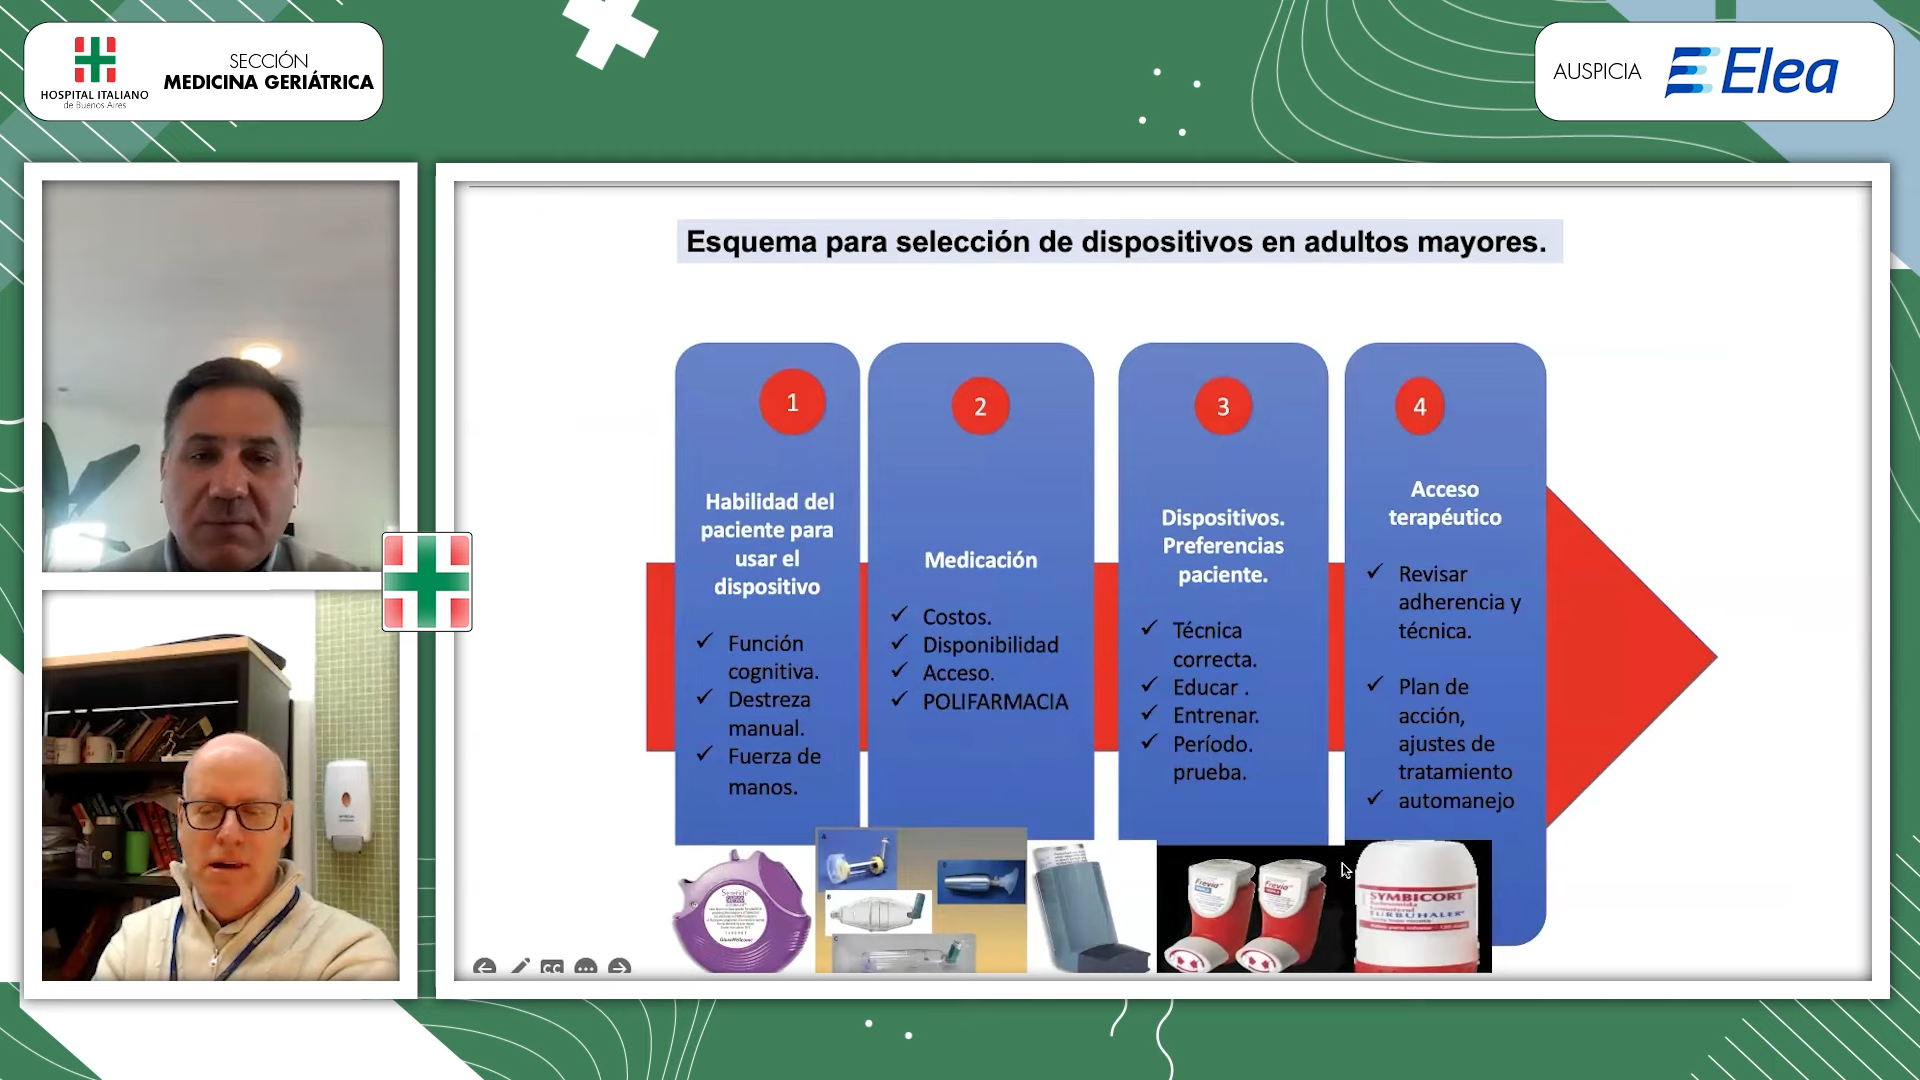 HOSPITAL ITALIANO
de Buenos Aires
SECCIÓN
MEDICINA GERIÁTRICA
AUSPICIA
Elea
Esquema para selección de dispositivos en adultos mayores.
1
Habilidad del
paciente para
usar el
dispositivo
✓ Función
cognitiva.
✓ Destreza
manual.
✓ Fuerza de
manos.
2
Medicación
✓ Costos.
✓ Disponibilidad
✓ Acceso.
✓ POLIFARMACIA
3
Dispositivos.
Preferencias
paciente.
✓ Técnica
correcta.
✓ Educar .
✓ Entrenar.
✓ Período.
prueba.
4
Acceso
terapéutico
✓ Revisar
adherencia y
técnica.
✓ Plan de
acción,
ajustes de
tratamiento
✓ automanejo
A
B
C
Frevia
Frevia
SYMBICORT
TURBUHALER
CC